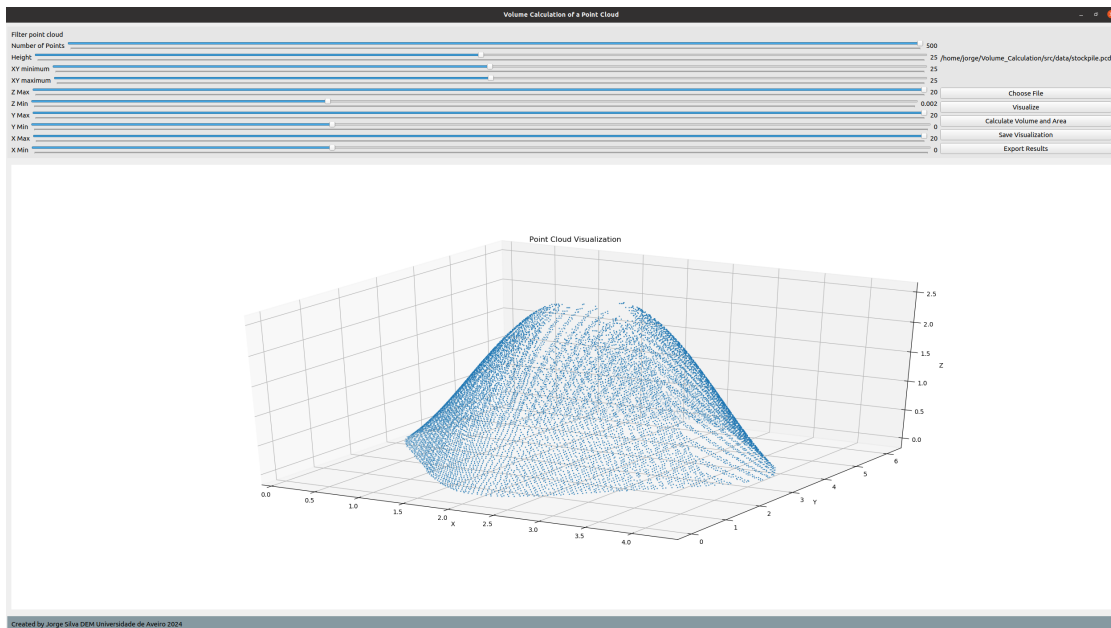 Volume Calculation of a Point Cloud
Filter point cloud
Number of Points 500
Height 25 /home/jorge/Volume_Calculation/src/data/stockpile.pcd
XY minimum 25
XY maximum 25
Z Max 20 Choose File
Z Min 0.002 Visualize
Y Max 20 Calculate Volume and Area
Y Min 0 Save Visualization
X Max 20 Export Results
X Min 0
Point Cloud Visualization
2.5
2.0
1.5
Z
1.0
0.5
0.0
6
5
4
3
Y
2
1
0
0.0
0.5
1.0
1.5
2.0
X
2.5
3.0
3.5
4.0
Created by Jorge Silva DEM Universidade de Aveiro 2024